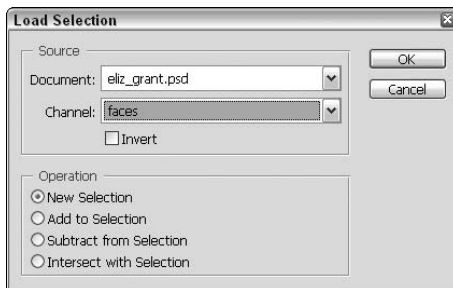 Load Selection
Source
Document: eliz_grant.psd
Channel: faces
Invert
OK
Cancel
Operation
New Selection
Add to Selection
Subtract from Selection
Intersect with Selection